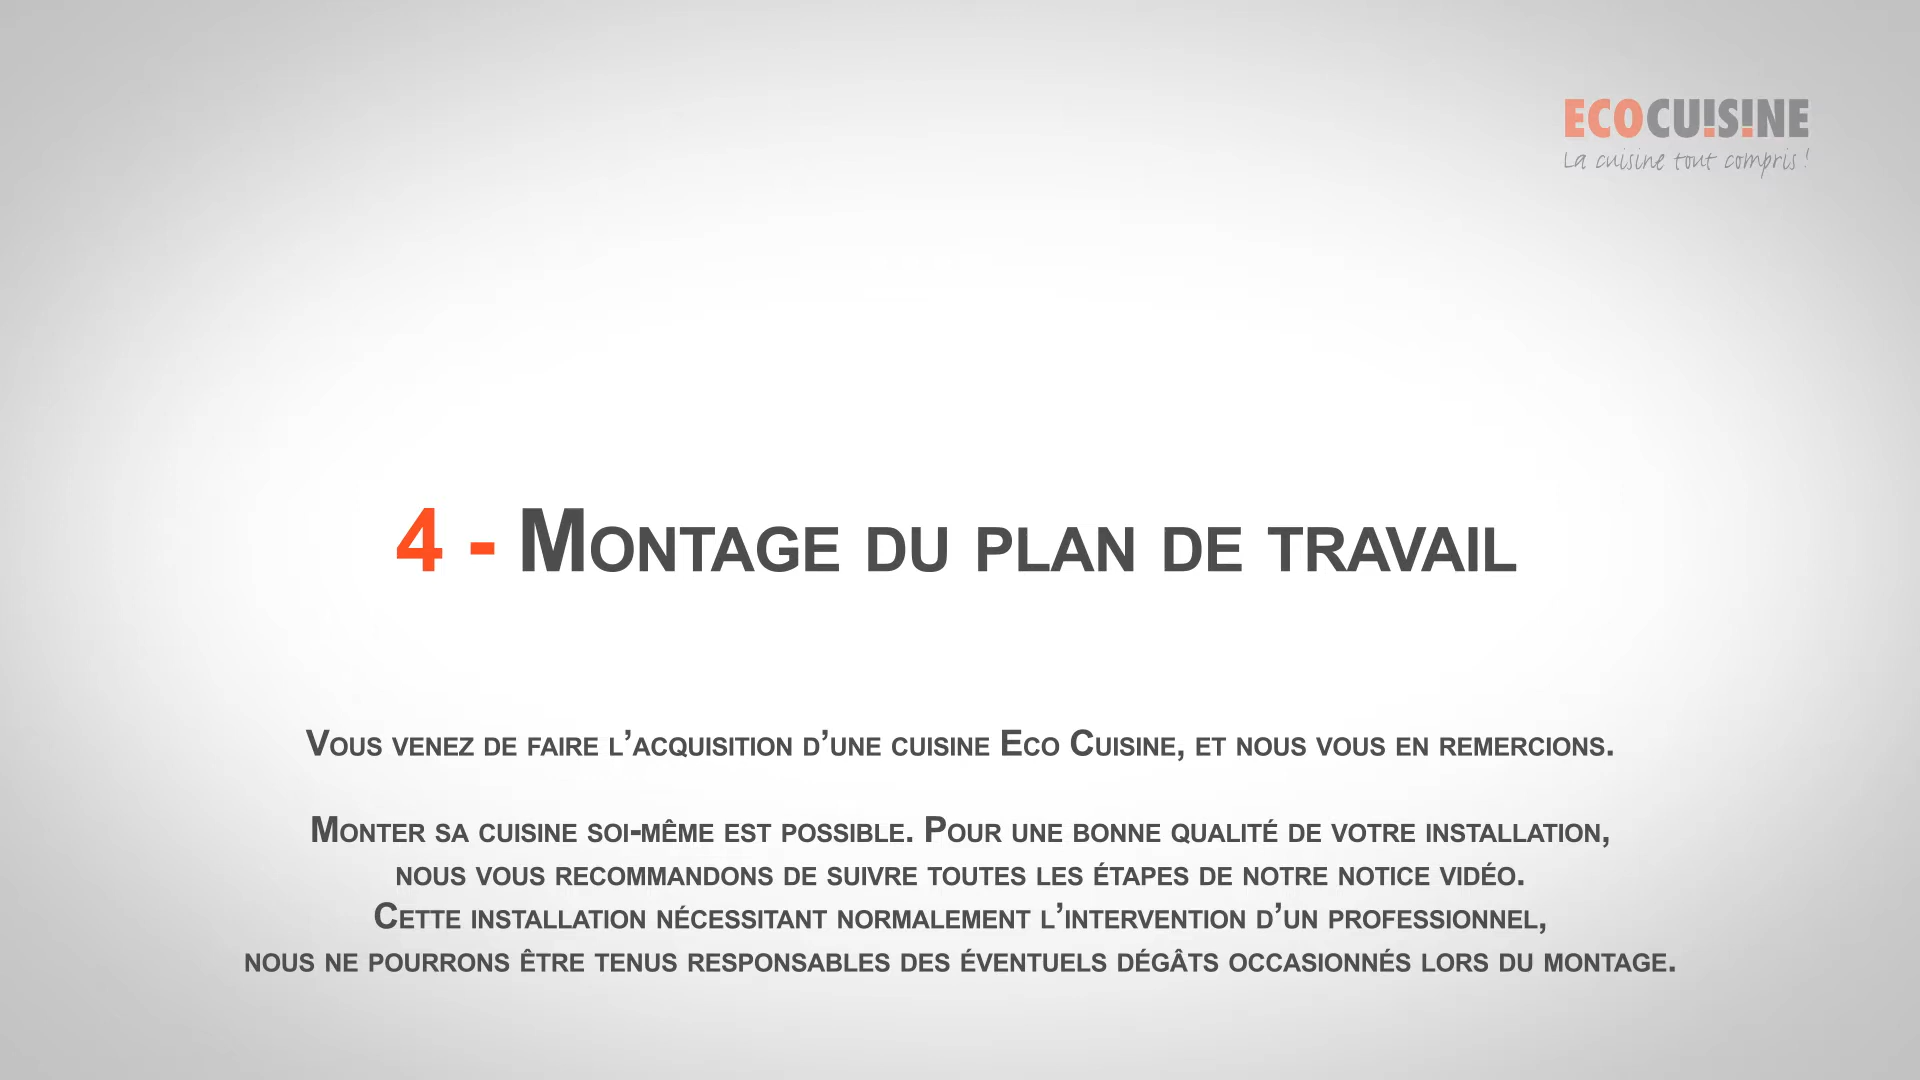 ECOCUISINE
La cuisine tout compris !
4 - Montage du plan de travail
Vous venez de faire l’acquisition d’une cuisine Eco Cuisine, et nous vous en remercions.
Monter sa cuisine soi-même est possible. Pour une bonne qualité de votre installation,
nous vous recommandons de suivre toutes les étapes de notre notice vidéo.
Cette installation nécessitant normalement l’intervention d’un professionnel,
nous ne pourrons être tenus responsables des éventuels dégâts occasionnés lors du montage.